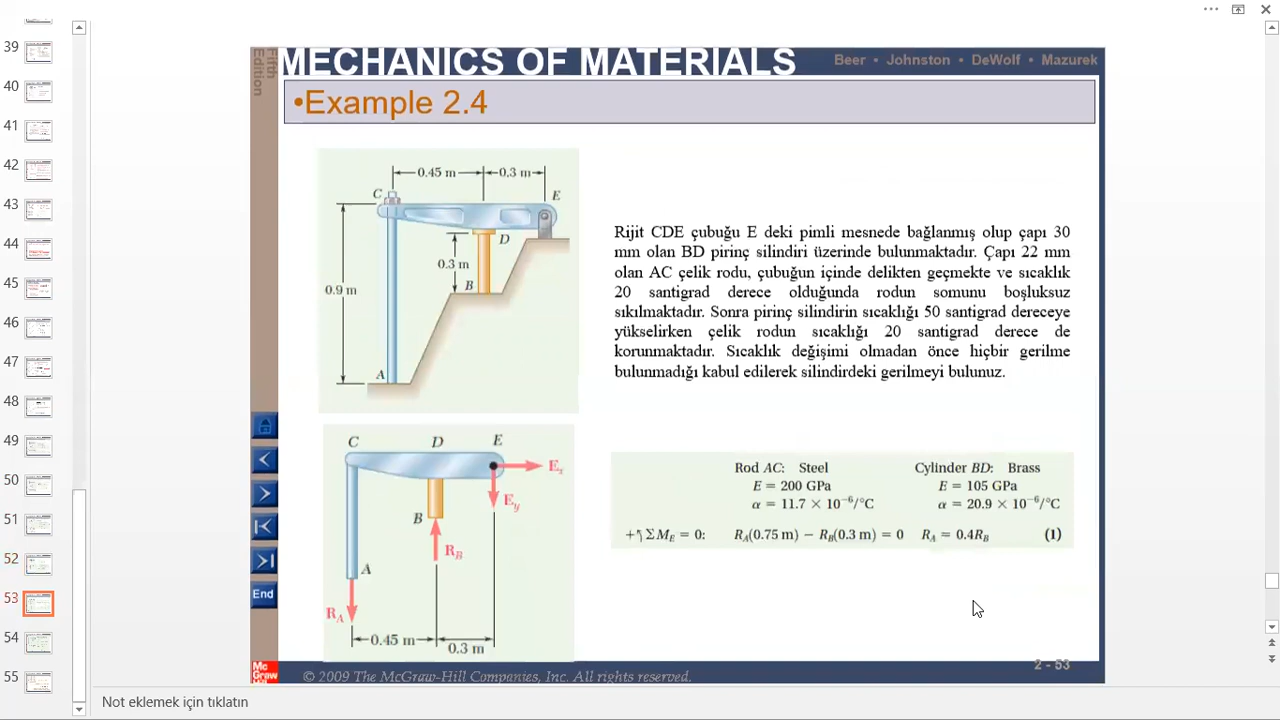 39
40
41
42
43
44
45
46
47
48
49
50
51
52
53
54
55
Fifth Edition
MECHANICS OF MATERIALS
Beer • Johnston • DeWolf • Mazurek
•Example 2.4
0.45 m
0.3 m
C
E
D
0.3 m
B
0.9 m
A
Rijit CDE çubuğu E deki pimli mesnede bağlanmış olup çapı 30
mm olan BD pirinç silindiri üzerinde bulunmaktadır. Çapı 22 mm
olan AC çelik rodu, çubuğun içinde delikten geçmekte ve sıcaklık
20 santigrad derece olduğunda rodun somunu boşluksuz
sıkılmaktadır. Sonra pirinç silindirin sıcaklığı 50 santigrad dereceye
yükselirken çelik rodun sıcaklığı 20 santigrad derece de
korunmaktadır. Sıcaklık değişimi olmadan önce hiçbir gerilme
bulunmadığı kabul edilerek silindirdeki gerilmeyi bulunuz.
C D E
Eₓ
E_y
B
R_B
A
R_A
0.45 m
0.3 m
Rod AC: Steel Cylinder BD: Brass
E = 200 GPa E = 105 GPa
α = 11.7 × 10⁻⁶/°C α = 20.9 × 10⁻⁶/°C
+↰ΣM_E = 0: R_A(0.75 m) − R_B(0.3 m) = 0 R_A = 0.4R_B (1)
End
Mc
Graw
Hill
© 2009 The McGraw-Hill Companies, Inc. All rights reserved.
2 - 53
Not eklemek için tıklatın